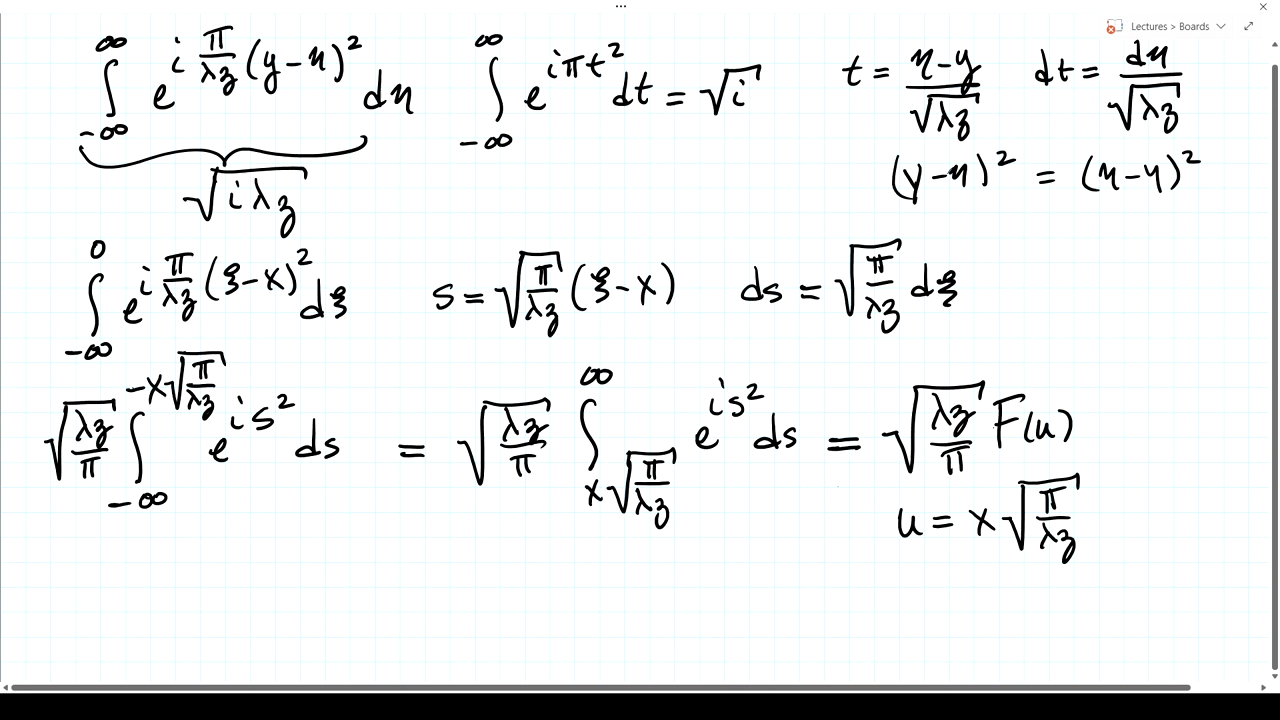 Lectures > Boards
∫_{-∞}^{∞} e^{i π/(λz) (y-η)²} dη    ∫_{-∞}^{∞} e^{iπt²} dt = √i    t = (η-y)/√(λz)    dt = dη/√(λz)
√(iλz)    (y-η)² = (η-y)²
∫_{-∞}^{0} e^{i π/(λz) (ξ-x)²} dξ    s = √(π/(λz)) (ξ-x)    ds = √(π/(λz)) dξ
√(λz/π) ∫_{-∞}^{-x√(π/(λz))} e^{is²} ds = √(λz/π) ∫_{x√(π/(λz))}^{∞} e^{is²} ds = √(λz/π) F(u)
u = x √(π/(λz))